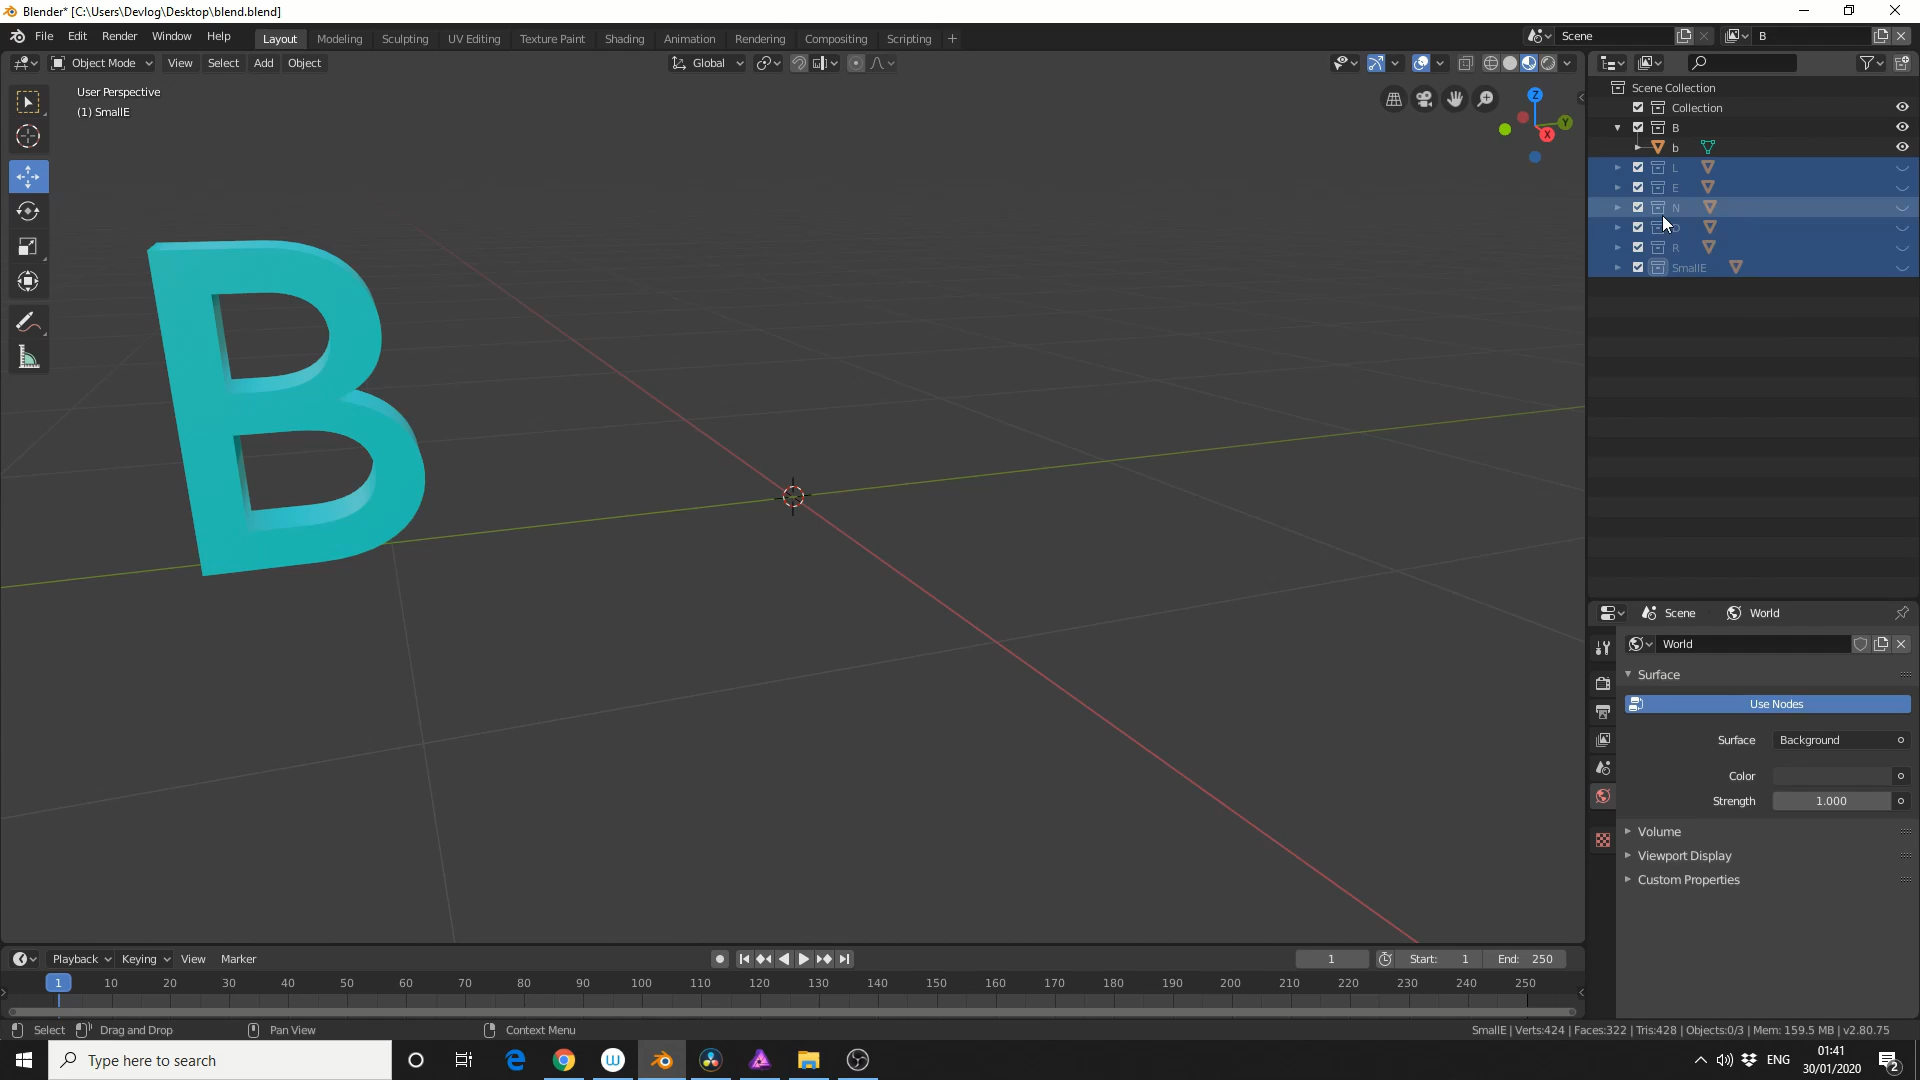 Blender* [C:\Users\Devlog\Desktop\blend.blend]
File Edit Render Window Help Layout Modeling Sculpting UV Editing Texture Paint Shading Animation Rendering Compositing Scripting + Scene B
Object Mode View Select Add Object Global
User Perspective
(1) SmallE
Z
Y
X
B
Scene Collection
Collection
B
b
L
E
N
R
SmallE
Scene World
World
Surface
Use Nodes
Surface Background
Color
Strength 1.000
Volume
Viewport Display
Custom Properties
Playback Keying View Marker 1 Start: 1 End: 250
1 10 20 30 40 50 60 70 80 90 100 110 120 130 140 150 160 170 180 190 200 210 220 230 240 250
Select Drag and Drop Pan View Context Menu SmallE | Verts:424 | Faces:322 | Tris:428 | Objects:0/3 | Mem: 159.5 MB | v2.80.75
Type here to search
ENG
01:41
30/01/2020
2